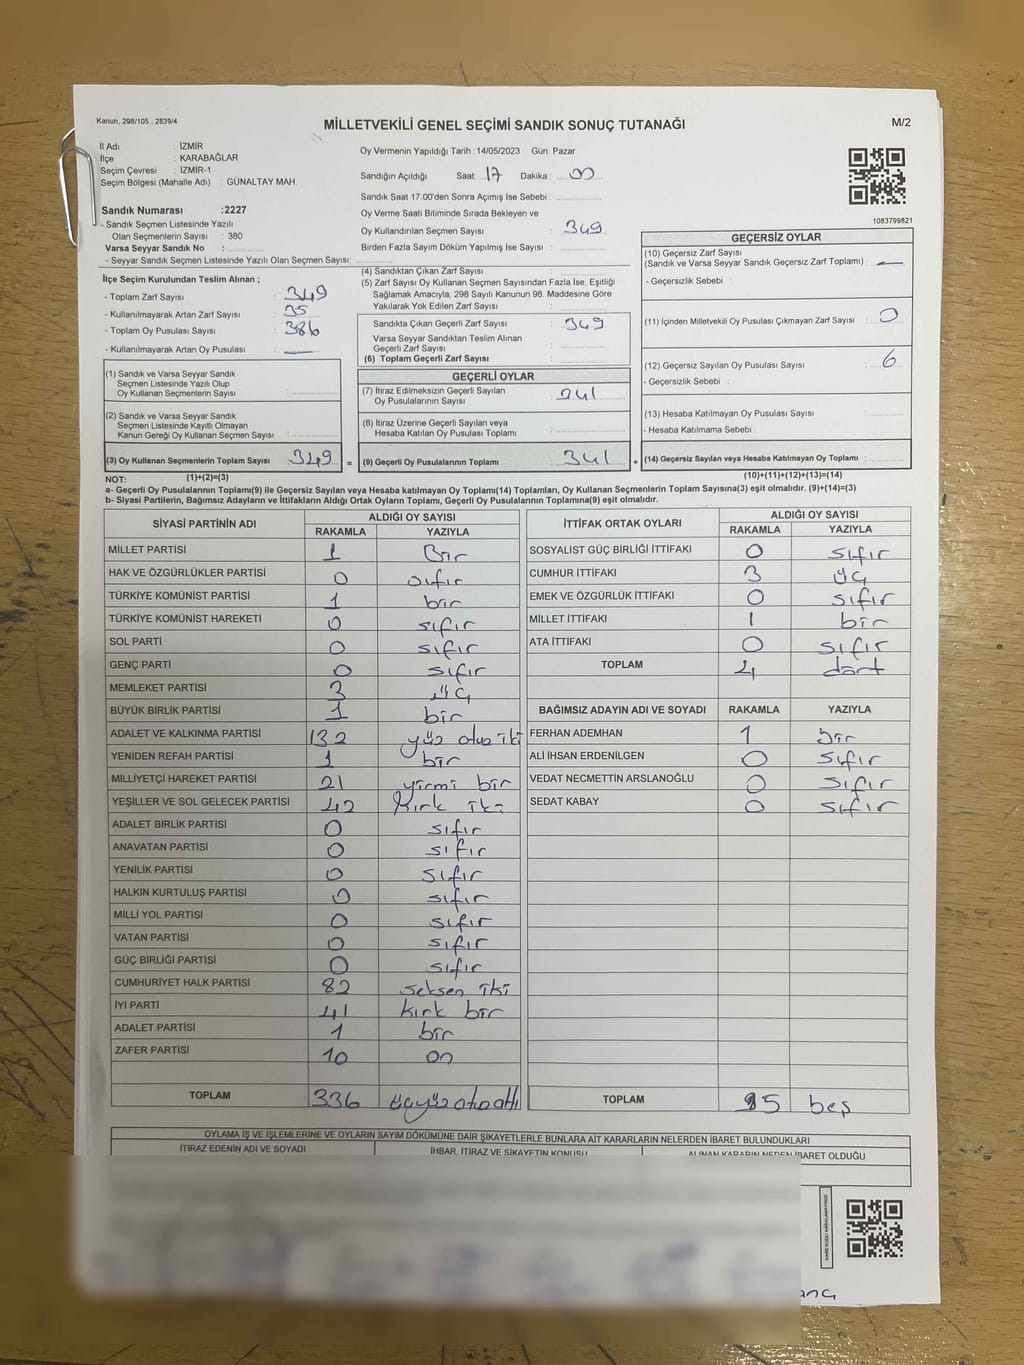 Kanun, 298/105 , 2839/4
MİLLETVEKİLİ GENEL SEÇİMİ SANDIK SONUÇ TUTANAĞI
M/2
İl Adı : İZMİR
İlçe : KARABAĞLAR
Seçim Çevresi : İZMİR-1
Seçim Bölgesi (Mahalle Adı) : GÜNALTAY MAH.
Sandık Numarası :2227
- Sandık Seçmen Listesinde Yazılı
Olan Seçmenlerin Sayısı : 380
Varsa Seyyar Sandık No :
- Seyyar Sandık Seçmen Listesinde Yazılı Olan Seçmen Sayısı:
Oy Vermenin Yapıldığı Tarih :14/05/2023 Gün: Pazar
Sandığın Açıldığı Saat: 17 Dakika : 00
Sandık Saat 17:00'den Sonra Açımış İse Sebebi :
Oy Verme Saati Bitiminde Sırada Bekleyen ve
Oy Kullandırılan Seçmen Sayısı : 349
Birden Fazla Sayım Döküm Yapılmış İse Sayısı :
1083799821
İlçe Seçim Kurulundan Teslim Alınan ;
- Toplam Zarf Sayısı : 349
- Kullanılmayarak Artan Zarf Sayısı : 35
- Toplam Oy Pusulası Sayısı : 386
- Kullanılmayarak Artan Oy Pusulası : —
(1) Sandık ve Varsa Seyyar Sandık
Seçmen Listesinde Yazılı Olup
Oy Kullanan Seçmenlerin Sayısı :
(2) Sandık ve Varsa Seyyar Sandık
Seçmen Listesinde Kayıtlı Olmayan
Kanun Gereği Oy Kullanan Seçmen Sayısı :
(3) Oy Kullanan Seçmenlerin Toplam Sayısı : 349 =
(1)+(2)=(3)
(4) Sandıktan Çıkan Zarf Sayısı :
(5) Zarf Sayısı Oy Kullanan Seçmen Sayısından Fazla İse, Eşitliği
Sağlamak Amacıyla, 298 Sayılı Kanunun 98. Maddesine Göre
Yakılarak Yok Edilen Zarf Sayısı :
Sandıkta Çıkan Geçerli Zarf Sayısı : 349
Varsa Seyyar Sandıktan Teslim Alınan
Geçerli Zarf Sayısı :
(6) Toplam Geçerli Zarf Sayısı :
GEÇERLİ OYLAR
(7) İtiraz Edilmeksizin Geçerli Sayılan
Oy Pusulalarının Sayısı : 341
(8) İtiraz Üzerine Geçerli Sayılan veya
Hesaba Katılan Oy Pusulaları Toplamı :
(9) Geçerli Oy Pusulalarının Toplamı : 341 +
GEÇERSİZ OYLAR
(10) Geçersiz Zarf Sayısı
(Sandık ve Varsa Seyyar Sandık Geçersiz Zarf Toplamı) : —
- Geçersizlik Sebebi :
(11) İçinden Milletvekili Oy Pusulası Çıkmayan Zarf Sayısı : 0
(12) Geçersiz Sayılan Oy Pusulası Sayısı : 6
- Geçersizlik Sebebi :
(13) Hesaba Katılmayan Oy Pusulası Sayısı :
- Hesaba Katılmama Sebebi :
(14) Geçersiz Sayılan veya Hesaba Katılmayan Oy Toplamı :
(10)+(11)+(12)+(13)=(14)
NOT:
a- Geçerli Oy Pusulalarının Toplamı(9) ile Geçersiz Sayılan veya Hesaba katılmayan Oy Toplamı(14) Toplamları, Oy Kullanan Seçmenlerin Toplam Sayısına(3) eşit olmalıdır. (9)+(14)=(3)
b- Siyasi Partilerin, Bağımsız Adayların ve İttifakların Aldığı Ortak Oyların Toplamı, Geçerli Oy Pusulalarının Toplamına(9) eşit olmalıdır.
SİYASİ PARTİNİN ADI ALDIĞI OY SAYISI
RAKAMLA YAZIYLA
MİLLET PARTİSİ 1 Bir
HAK VE ÖZGÜRLÜKLER PARTİSİ 0 sıfır
TÜRKİYE KOMÜNİST PARTİSİ 1 bir
TÜRKİYE KOMÜNİST HAREKETİ 0 sıfır
SOL PARTİ 0 sıfır
GENÇ PARTİ 0 sıfır
MEMLEKET PARTİSİ 3 üç
BÜYÜK BİRLİK PARTİSİ 1 bir
ADALET VE KALKINMA PARTİSİ 132 yüz otuz iki
YENİDEN REFAH PARTİSİ 1 bir
MİLLİYETÇİ HAREKET PARTİSİ 21 yirmi bir
YEŞİLLER VE SOL GELECEK PARTİSİ 42 Kırk iki
ADALET BİRLİK PARTİSİ 0 sıfır
ANAVATAN PARTİSİ 0 sıfır
YENİLİK PARTİSİ 0 sıfır
HALKIN KURTULUŞ PARTİSİ 0 sıfır
MİLLİ YOL PARTİSİ 0 sıfır
VATAN PARTİSİ 0 sıfır
GÜÇ BİRLİĞİ PARTİSİ 0 sıfır
CUMHURİYET HALK PARTİSİ 82 seksen iki
İYİ PARTİ 41 kırk bir
ADALET PARTİSİ 1 bir
ZAFER PARTİSİ 10 on
TOPLAM 336 üçyüzotuzaltı
İTTİFAK ORTAK OYLARI ALDIĞI OY SAYISI
RAKAMLA YAZIYLA
SOSYALİST GÜÇ BİRLİĞİ İTTİFAKI 0 sıfır
CUMHUR İTTİFAKI 3 üç
EMEK VE ÖZGÜRLÜK İTTİFAKI 0 sıfır
MİLLET İTTİFAKI 1 bir
ATA İTTİFAKI 0 sıfır
TOPLAM 4 dört
BAĞIMSIZ ADAYIN ADI VE SOYADI RAKAMLA YAZIYLA
FERHAN ADEMHAN 1 bir
ALİ İHSAN ERDENİLGEN 0 sıfır
VEDAT NECMETTİN ARSLANOĞLU 0 sıfır
SEDAT KABAY 0 sıfır
TOPLAM 5 beş
OYLAMA İŞ VE İŞLEMLERİNE VE OYLARIN SAYIM DÖKÜMÜNE DAİR ŞİKAYETLERLE BUNLARA AİT KARARLARIN NELERDEN İBARET BULUNDUKLARI
İTİRAZ EDENİN ADI VE SOYADI İHBAR, İTİRAZ VE ŞİKAYETİN KONUSU ALINAN KARARIN NEDEN İBARET OLDUĞU